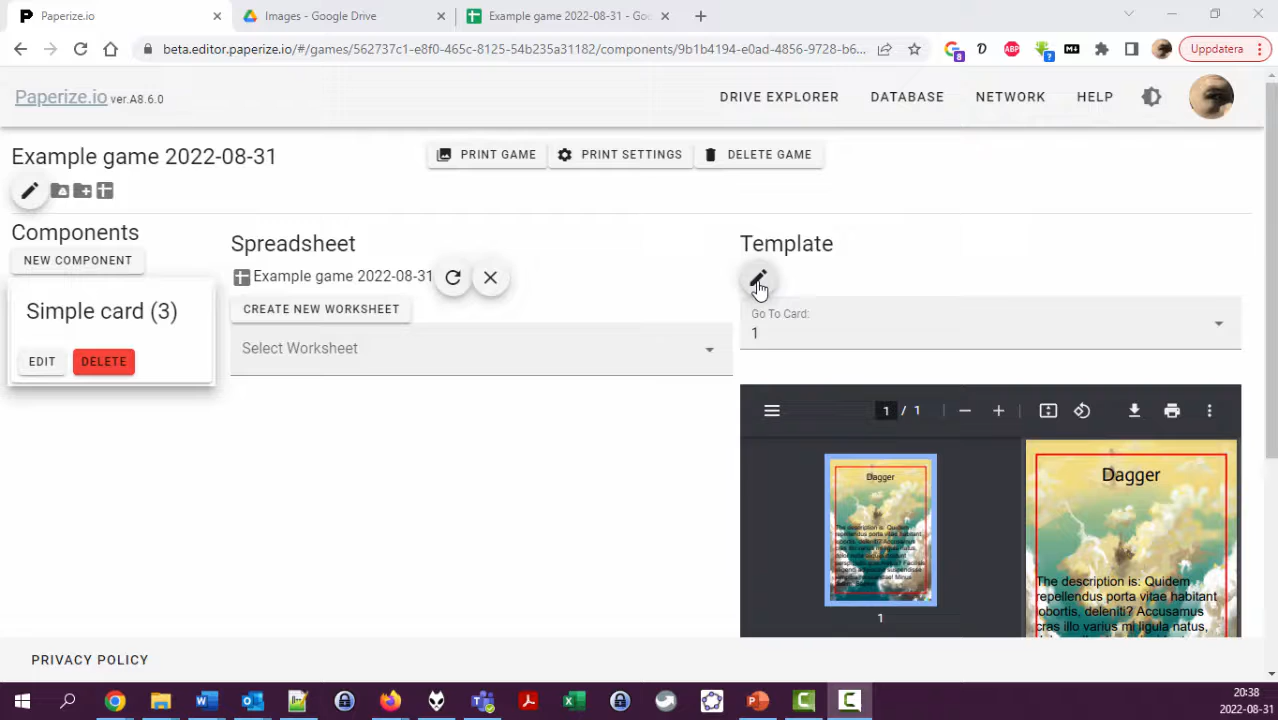 Paperize.io
Images - Google Drive
Example game 2022-08-31 - Goo
beta.editor.paperize.io/#/games/562737c1-e8f0-465c-8125-54b235a31182/components/9b1b4194-e0ad-4856-9728-b6...
Uppdatera
Paperize.io ver.A8.6.0
DRIVE EXPLORER
DATABASE
NETWORK
HELP
Example game 2022-08-31
PRINT GAME
PRINT SETTINGS
DELETE GAME
Components
NEW COMPONENT
Simple card (3)
EDIT
DELETE
Spreadsheet
Example game 2022-08-31
CREATE NEW WORKSHEET
Select Worksheet
Template
Go To Card:
1
1 / 1
Dagger
1
Dagger
The description is: Quidem
repellendus porta vitae habitant
lobortis, deleniti? Accusamus
cras illo varius mi ligula natus,
PRIVACY POLICY
20:38
2022-08-31